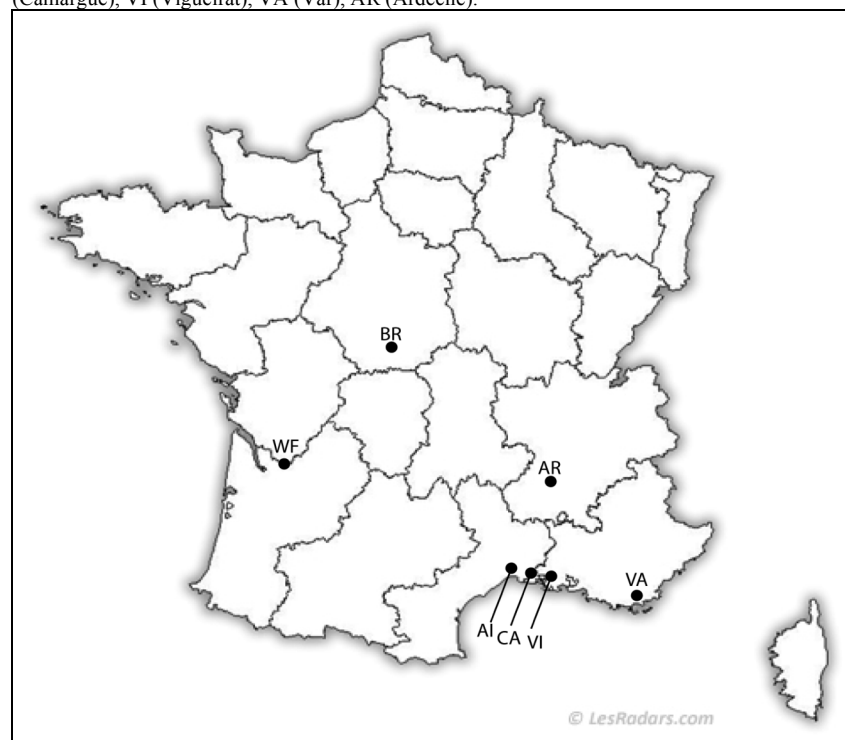 (Camargue), VI (Vigueirat), VA (Var), AR (Ardèche).
BR
WF
AR
VA
AI CA VI
© LesRadars.com